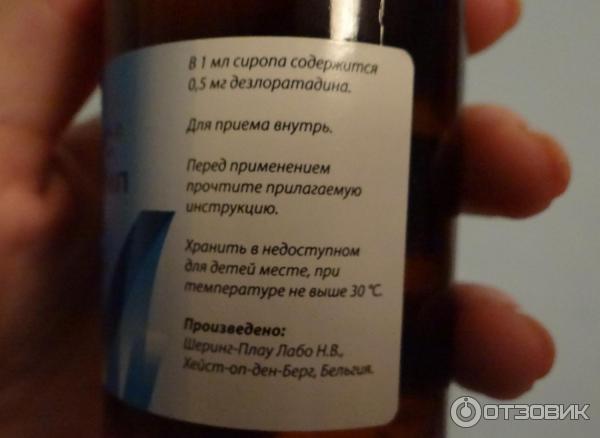 В 1 мл сиропа содержится
0,5 мг дезлоратадина.
Для приема внутрь.
Перед применением
прочтите прилагаемую
инструкцию.
Хранить в недоступном
для детей месте, при
температуре не выше 30 °C.
Произведено:
Шеринг-Плау Лабо Н.В.,
Хейст-оп-ден-Берг, Бельгия.
ОТЗОВИК